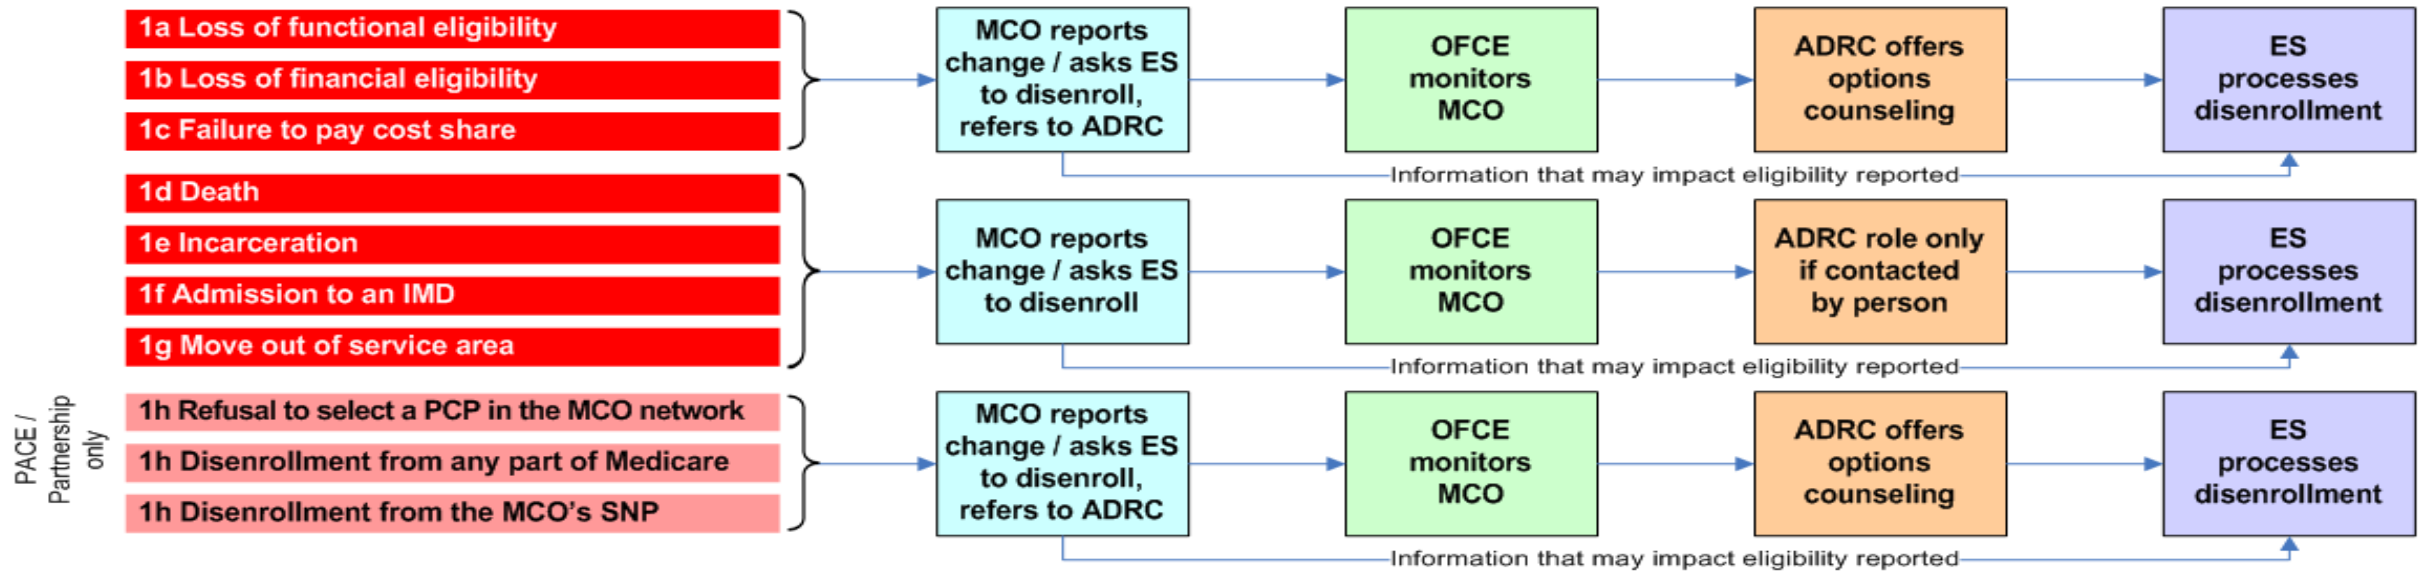 1a Loss of functional eligibility
1b Loss of financial eligibility
1c Failure to pay cost share
MCO reports
change / asks ES
to disenroll,
refers to ADRC
OFCE
monitors
MCO
ADRC offers
options
counseling
ES
processes
disenrollment
Information that may impact eligibility reported
1d Death
1e Incarceration
1f Admission to an IMD
1g Move out of service area
MCO reports
change / asks ES
to disenroll
OFCE
monitors
MCO
ADRC role only
if contacted
by person
ES
processes
disenrollment
Information that may impact eligibility reported
PACE /
Partnership
only
1h Refusal to select a PCP in the MCO network
1h Disenrollment from any part of Medicare
1h Disenrollment from the MCO's SNP
MCO reports
change / asks ES
to disenroll,
refers to ADRC
OFCE
monitors
MCO
ADRC offers
options
counseling
ES
processes
disenrollment
Information that may impact eligibility reported